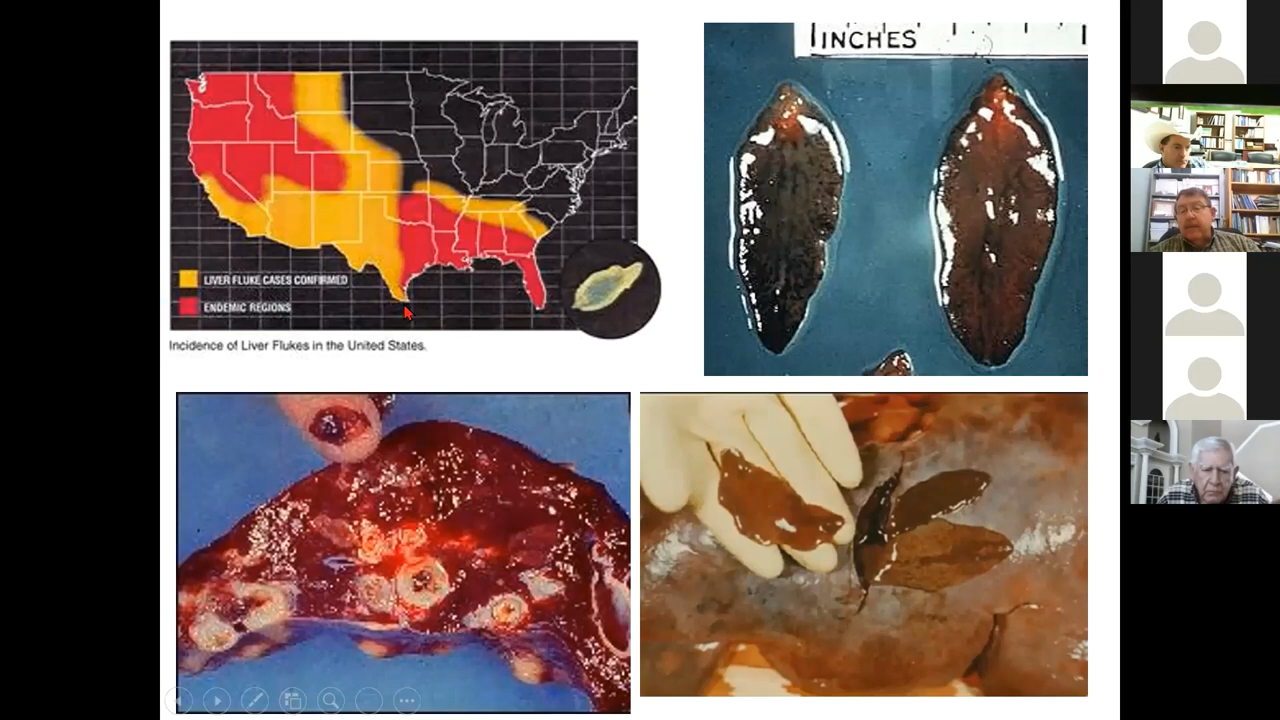 INCHES
LIVER FLUKE CASES CONFIRMED
ENDEMIC REGIONS
Incidence of Liver Flukes in the United States.